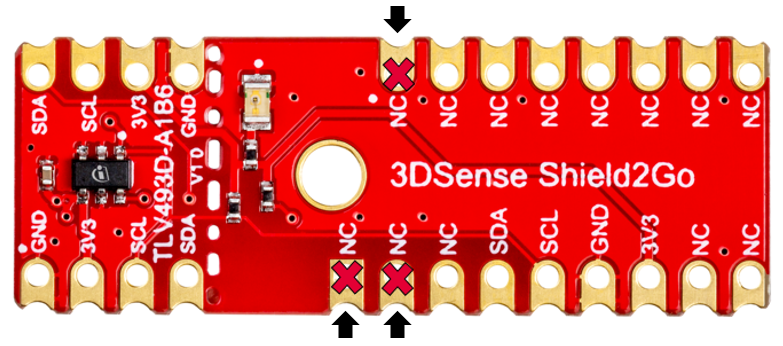 SDA
SCL
3V3
GND
NC
NC
NC
NC
NC
NC
NC
NC
TLV493D-A1B6
V1.0
3DSense Shield2Go
GND
3V3
SCL
SDA
NC
NC
NC
SDA
SCL
GND
3V3
NC
NC